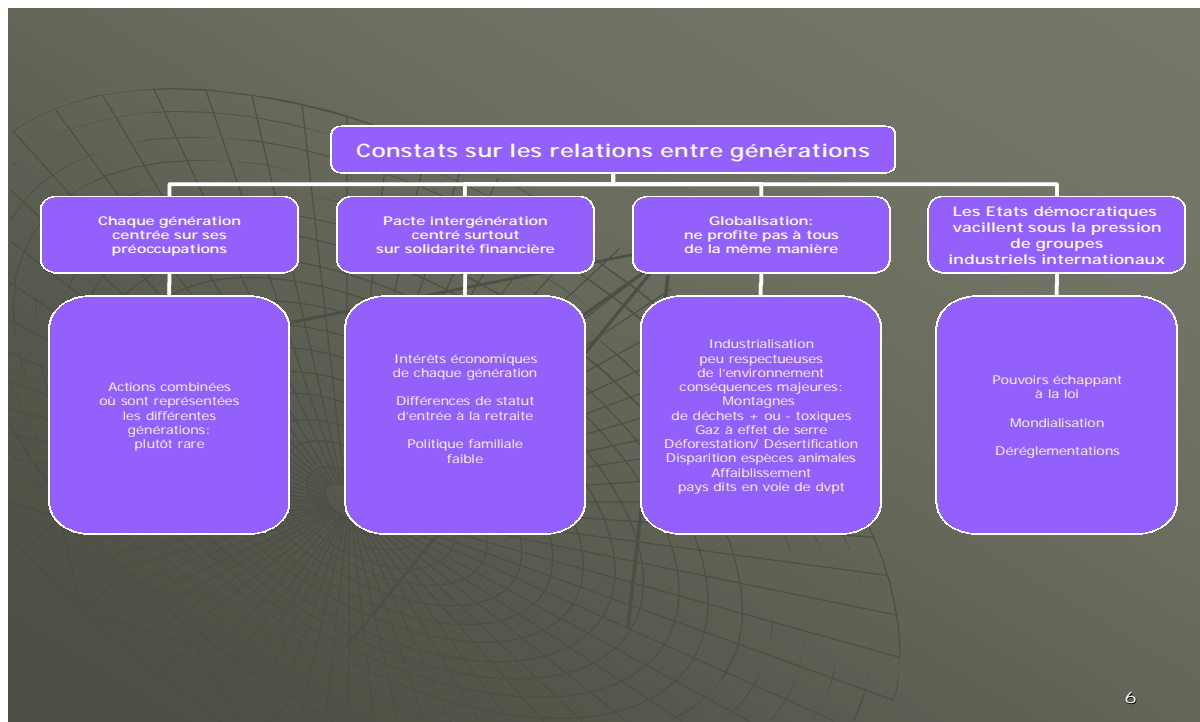 Constats sur les relations entre générations
Chaque génération
centrée sur ses
préoccupations
Pacte intergénération
centré surtout
sur solidarité financière
Globalisation:
ne profite pas à tous
de la même manière
Les Etats démocratiques
vacillent sous la pression
de groupes
industriels internationaux
Actions combinées
où sont représentées
les différentes
générations:
plutôt rare
Intérêts économiques
de chaque génération
Différences de statut
d'entrée à la retraite
Politique familiale
faible
Industrialisation
peu respectueuses
de l'environnement
conséquences majeures:
Montagnes
de déchets + ou - toxiques
Gaz à effet de serre
Déforestation/ Désertification
Disparition espèces animales
Affaiblissement
pays dits en voie de dvpt
Pouvoirs échappant
à la loi
Mondialisation
Déréglementations
6